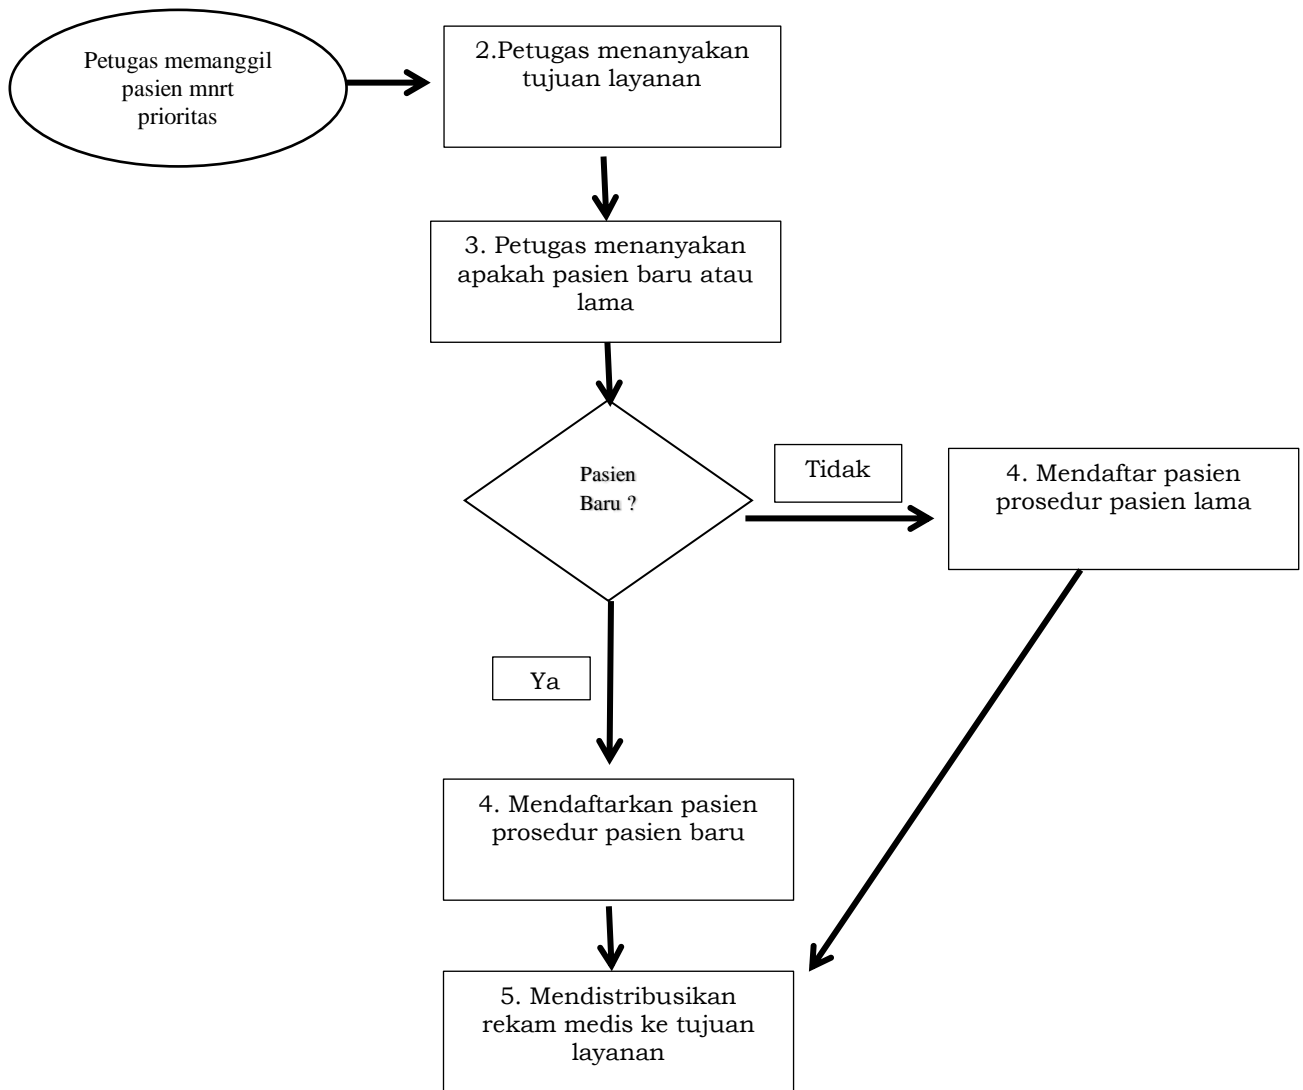 Petugas memanggil
pasien mnrt
prioritas
2.Petugas menanyakan
tujuan layanan
3. Petugas menanyakan
apakah pasien baru atau
lama
Pasien
Baru ?
Tidak
4. Mendaftar pasien
prosedur pasien lama
Ya
4. Mendaftarkan pasien
prosedur pasien baru
5. Mendistribusikan
rekam medis ke tujuan
layanan